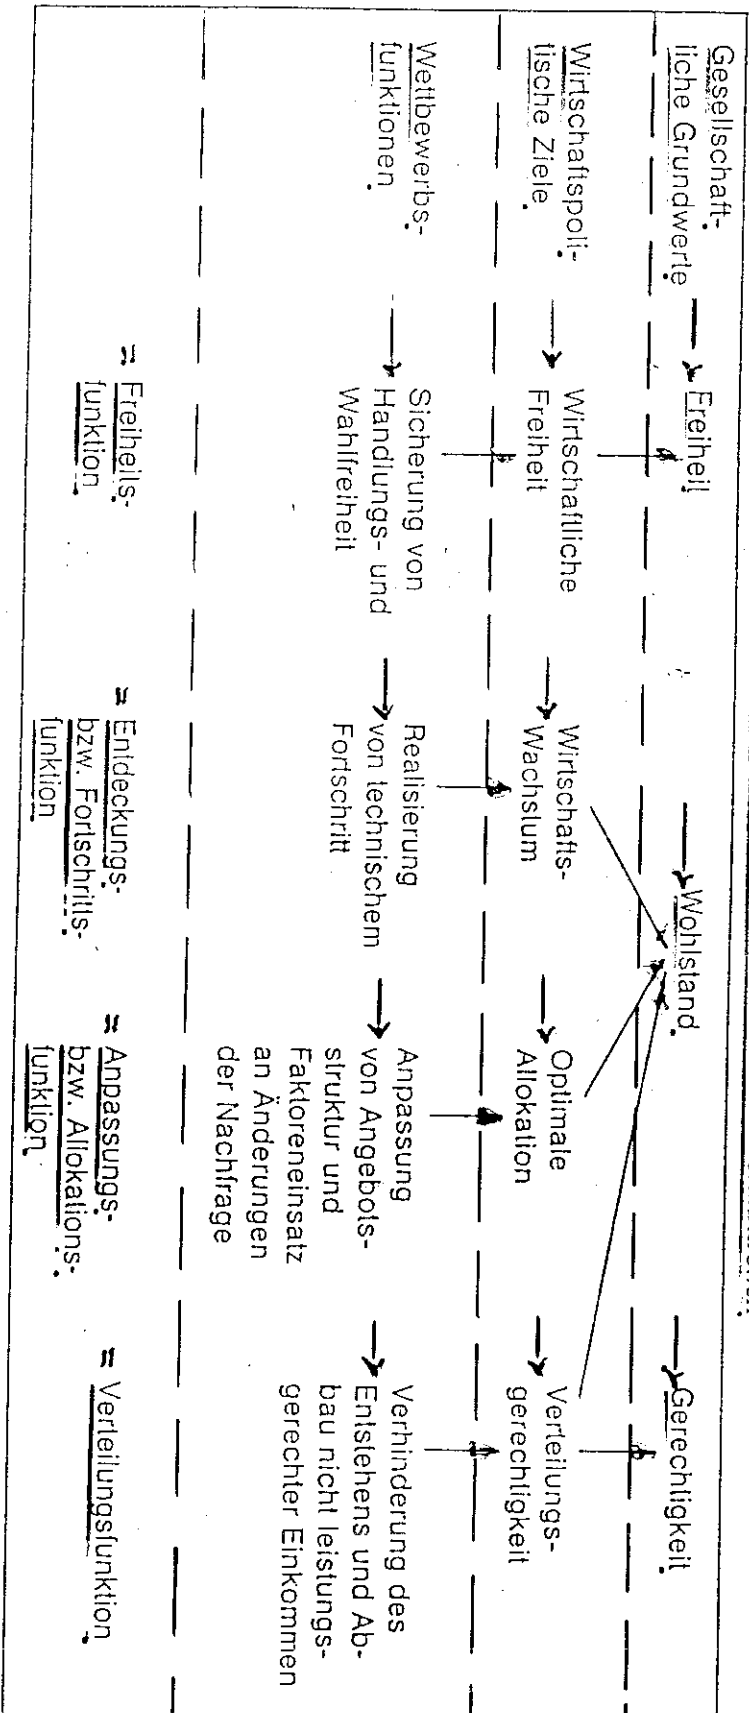 Gesellschaft-
liche Grundwerte
Freiheit
Wohlstand
Gerechtigkeit
Wirtschaftspoli-
tische Ziele
Wirtschaftliche
Freiheit
Wirtschafts-
Wachstum
Optimale
Allokation
Verteilungs-
gerechtigkeit
Wettbewerbs-
funktionen
Sicherung von
Handlungs- und
Wahlfreiheit
Realisierung
von technischem
Fortschritt
Anpassung
von Angebots-
struktur und
Faktoreneinsatz
an Änderungen
der Nachfrage
Verhinderung des
Entstehens und Ab-
bau nicht leistungs-
gerechter Einkommen
= Freiheits-
funktion
= Entdeckungs-
bzw. Fortschritts-
funktion
= Anpassungs-
bzw. Allokations-
funktion
= Verteilungsfunktion